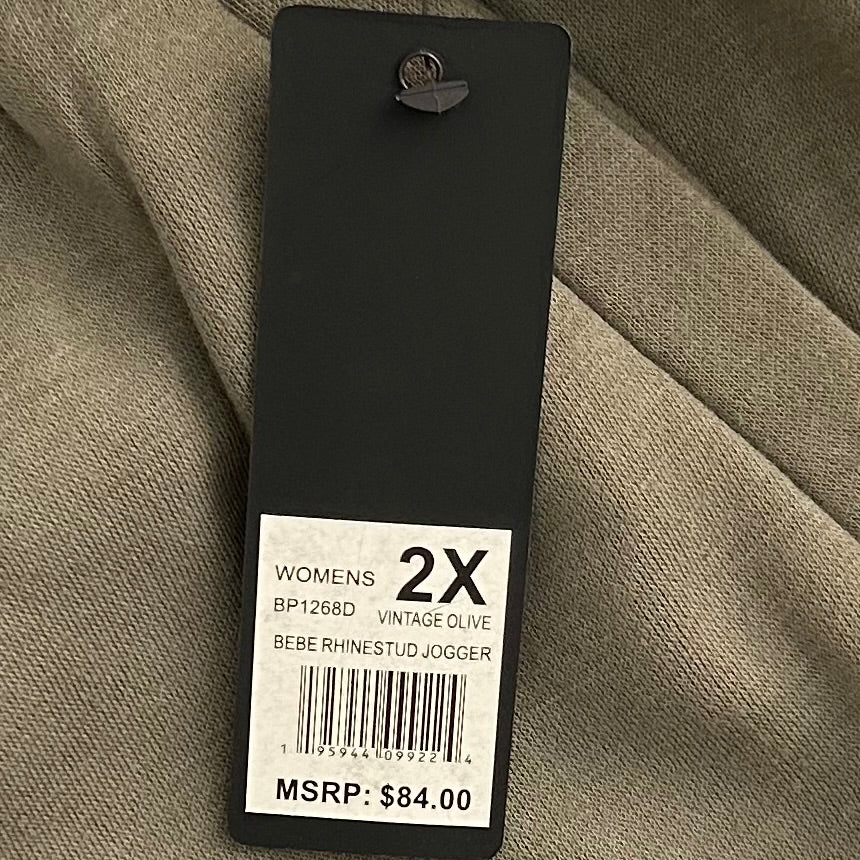 WOMENS 2X
BP1268D VINTAGE OLIVE
BEBE RHINESTUD JOGGER
1 95944 09922 4
MSRP: $84.00